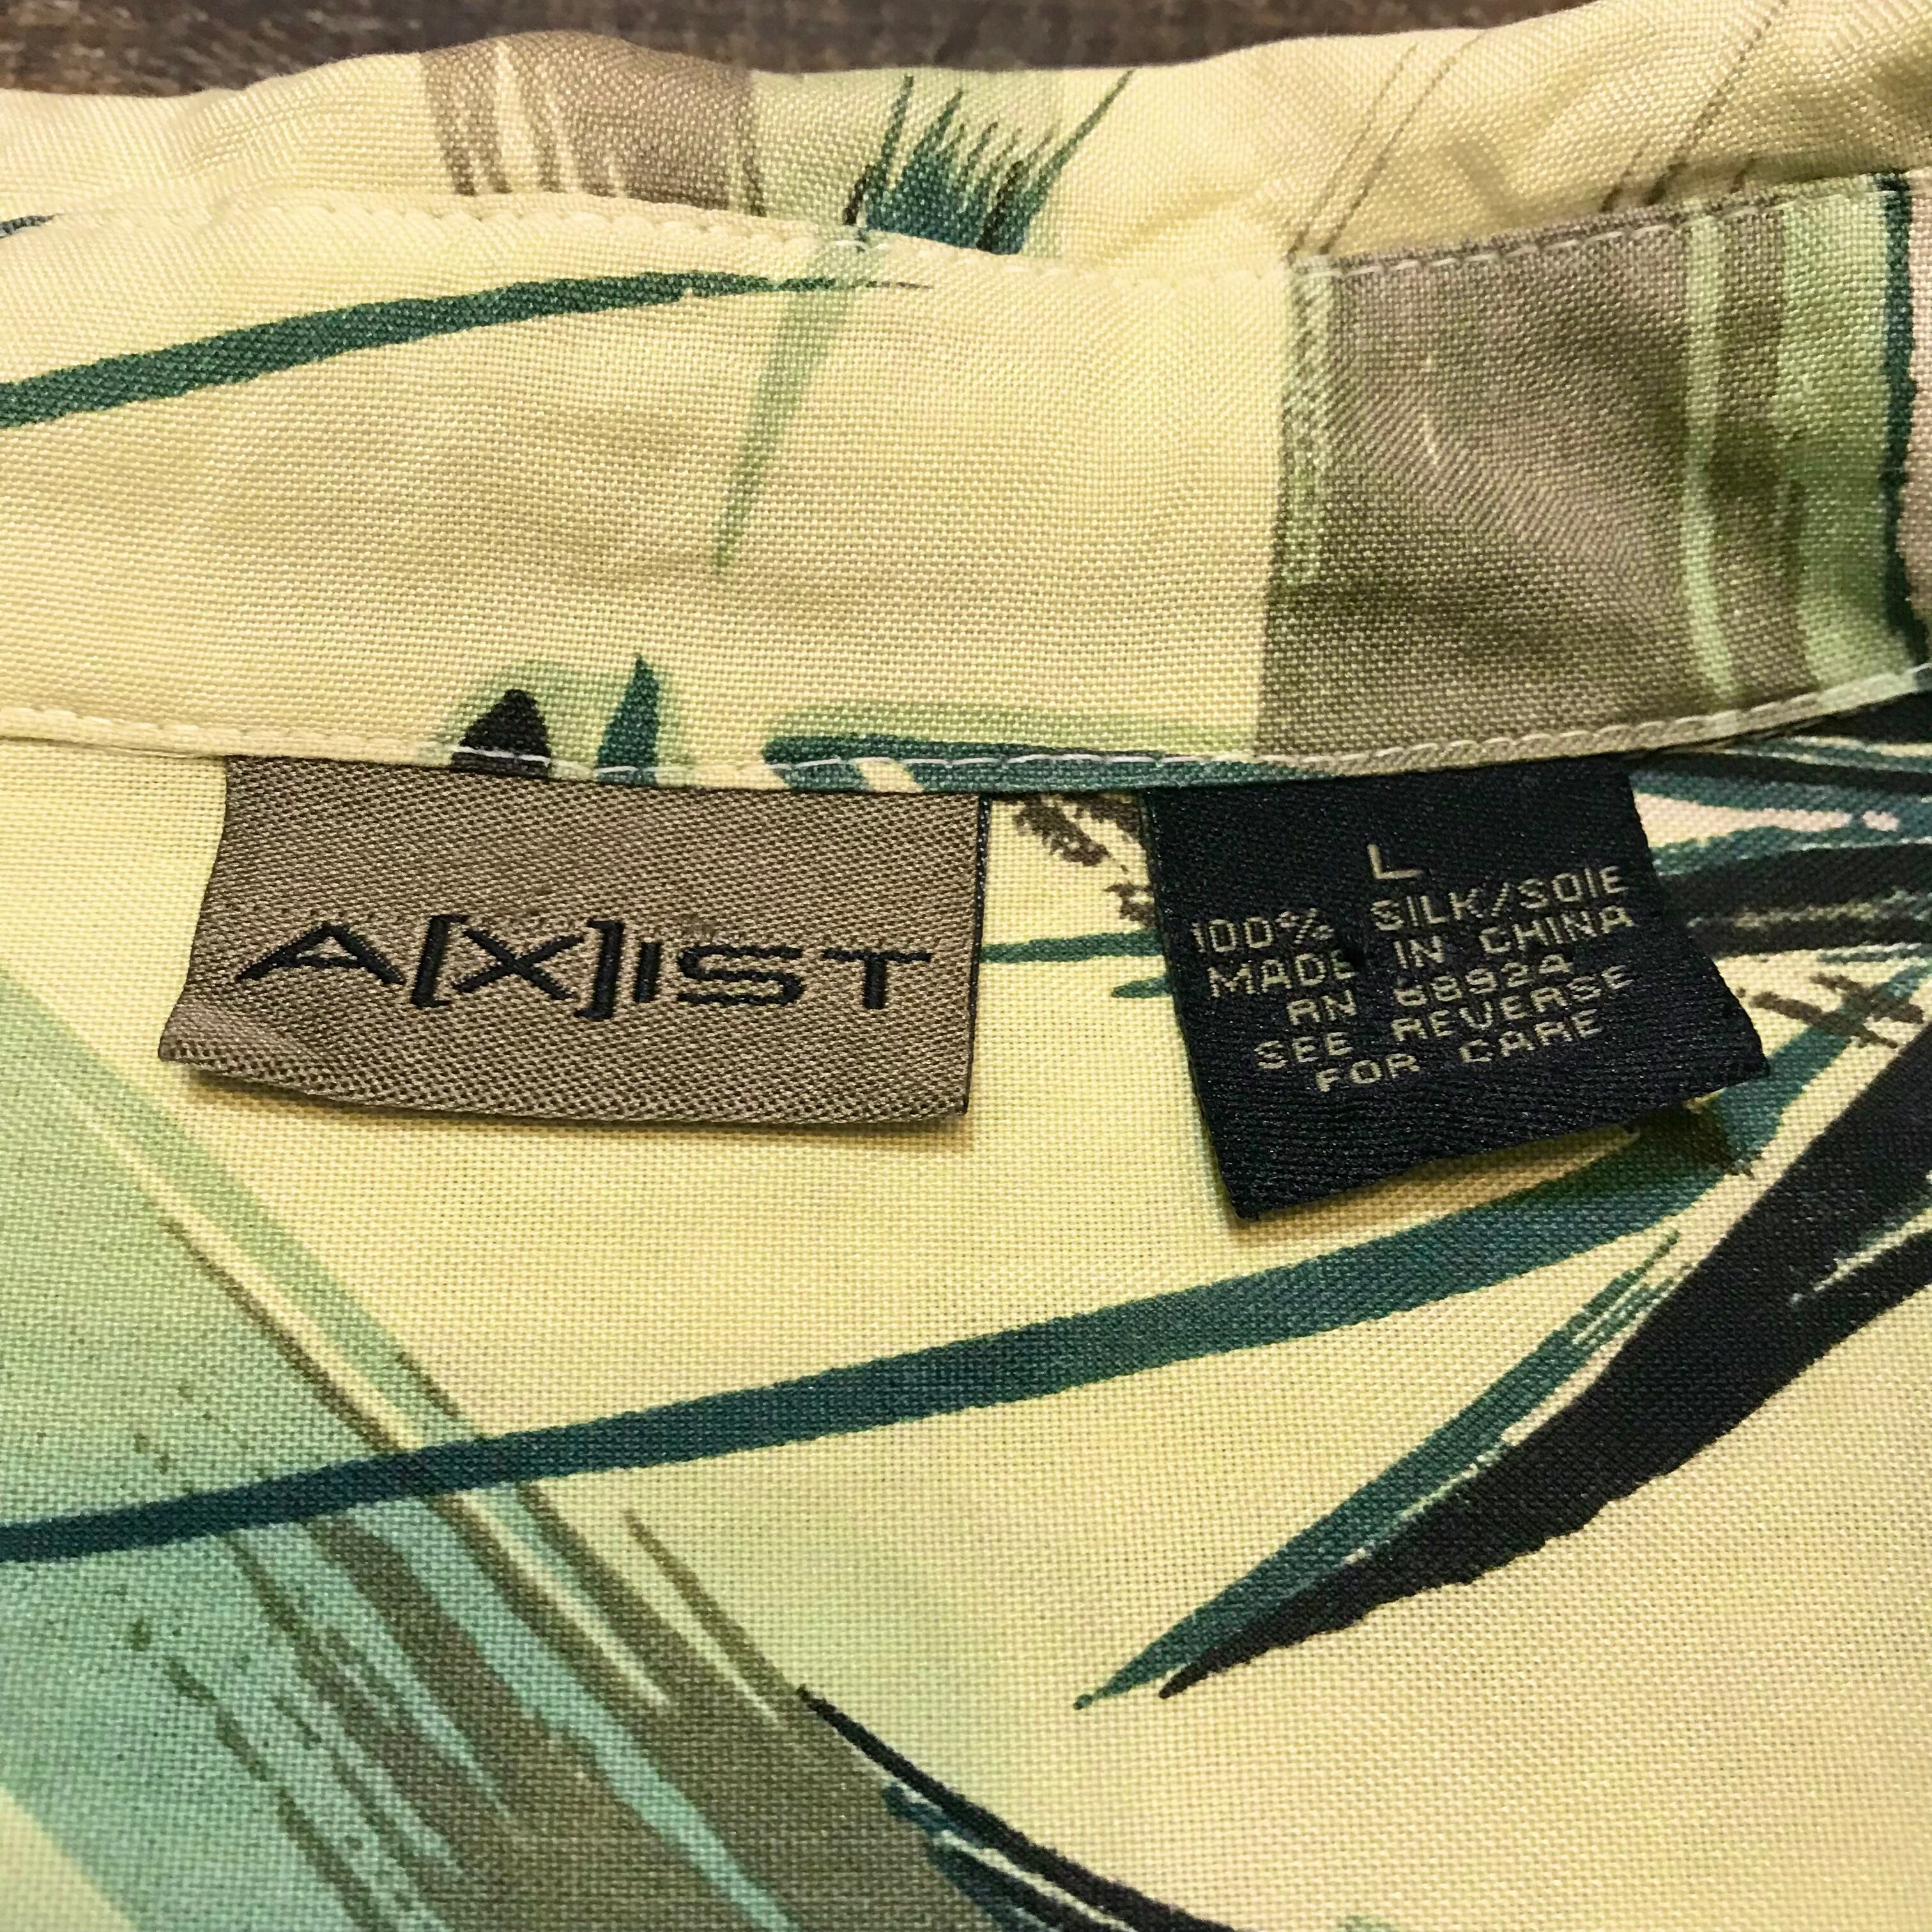 A[X]IST
L
100% SILK/SOIE
MADE IN CHINA
RN 68924
SEE REVERSE
FOR CARE